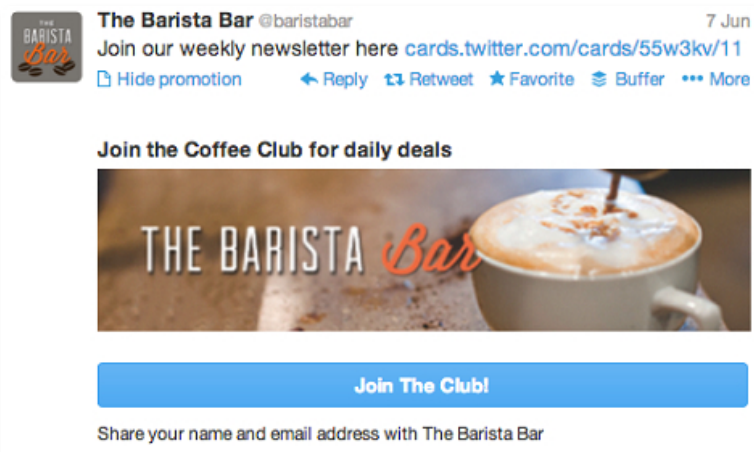 THE
BARISTA
Bar
The Barista Bar @baristabar 7 Jun
Join our weekly newsletter here cards.twitter.com/cards/55w3kv/11
Hide promotion Reply Retweet Favorite Buffer More
Join the Coffee Club for daily deals
THE BARISTA Bar
Join The Club!
Share your name and email address with The Barista Bar